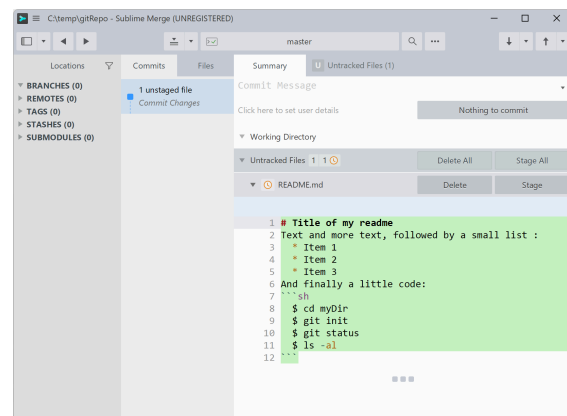 C:\temp\gitRepo - Sublime Merge (UNREGISTERED)
master
Locations
Commits
Files
Summary
U Untracked Files (1)
BRANCHES (0)
REMOTES (0)
TAGS (0)
STASHES (0)
SUBMODULES (0)
1 unstaged file
Commit Changes
Commit Message
Click here to set user details
Nothing to commit
Working Directory
Untracked Files 1 1
Delete All
Stage All
README.md
Delete
Stage
1 # Title of my readme
2 Text and more text, followed by a small list :
3 * Item 1
4 * Item 2
5 * Item 3
6 And finally a little code:
7 ```sh
8 $ cd myDir
9 $ git init
10 $ git status
11 $ ls -al
12 ```